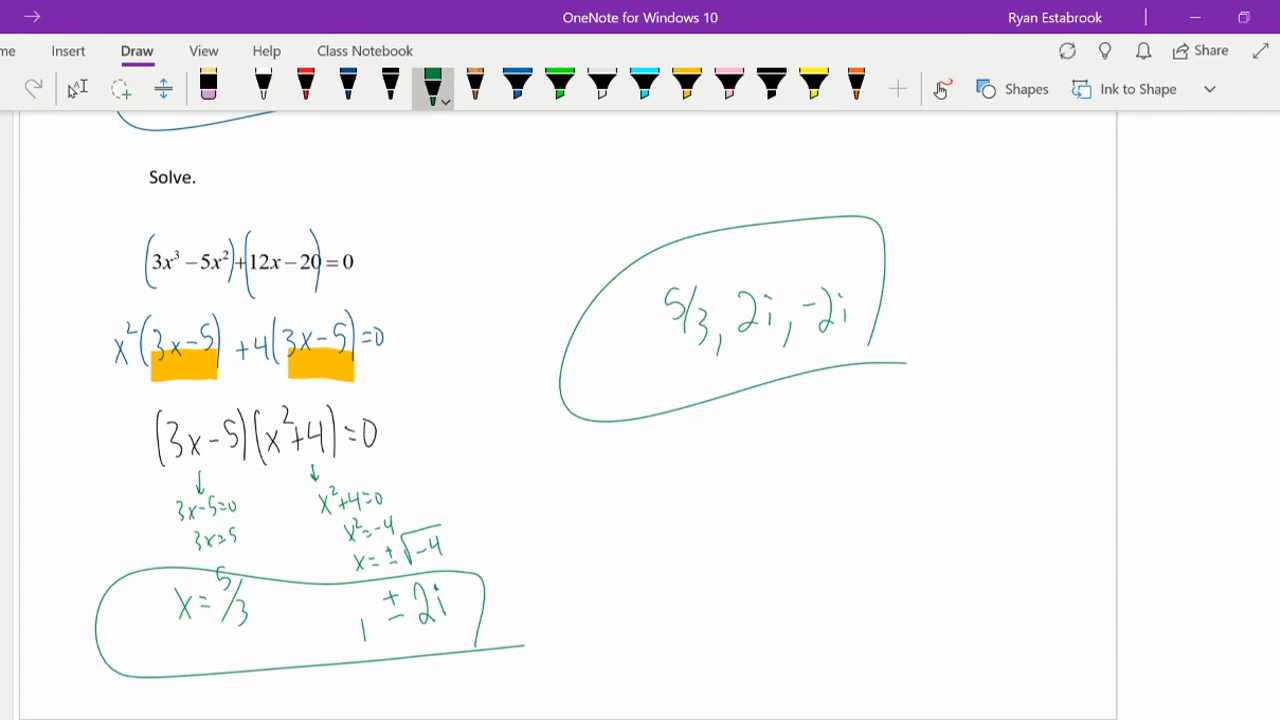 OneNote for Windows 10
Ryan Estabrook
me Insert Draw View Help Class Notebook
Share
Shapes
Ink to Shape
Solve.
(3x³ − 5x²) + (12x − 20) = 0
x²(3x−5) +4(3x−5)=0
(3x−5)(x²+4)=0
3x−5=0
3x=5
x=5/3
x²+4=0
x²=−4
x=±√−4
, ±2i
5/3, 2i, −2i